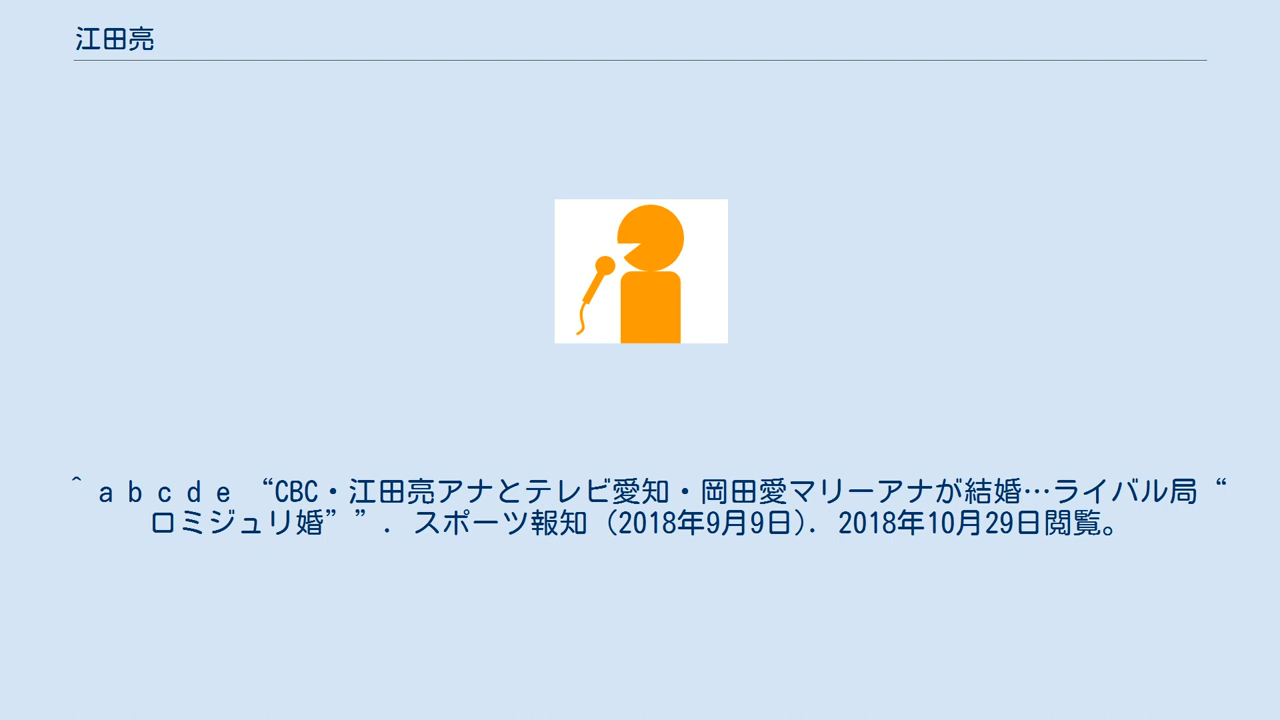 江田亮
^ a b c d e “CBC・江田亮アナとテレビ愛知・岡田愛マリーアナが結婚…ライバル局“
ロミジュリ婚””. スポーツ報知 (2018年9月9日). 2018年10月29日閲覧。